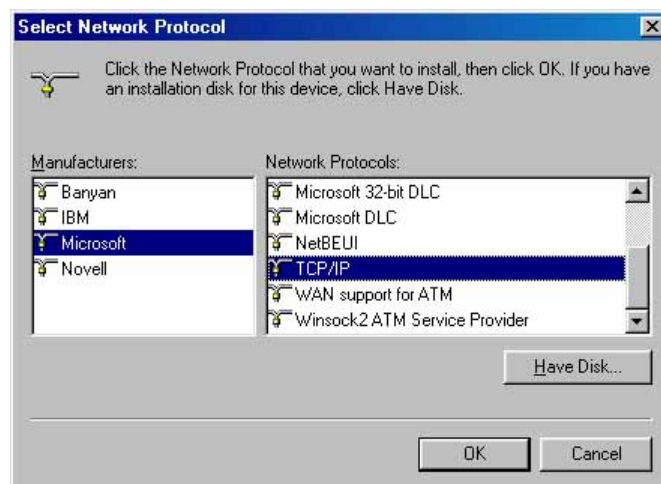 Select Network Protocol
Click the Network Protocol that you want to install, then click OK. If you have
an installation disk for this device, click Have Disk.
Manufacturers:
Banyan
IBM
Microsoft
Novell
Network Protocols:
Microsoft 32-bit DLC
Microsoft DLC
NetBEUI
TCP/IP
WAN support for ATM
Winsock2 ATM Service Provider
Have Disk...
OK
Cancel